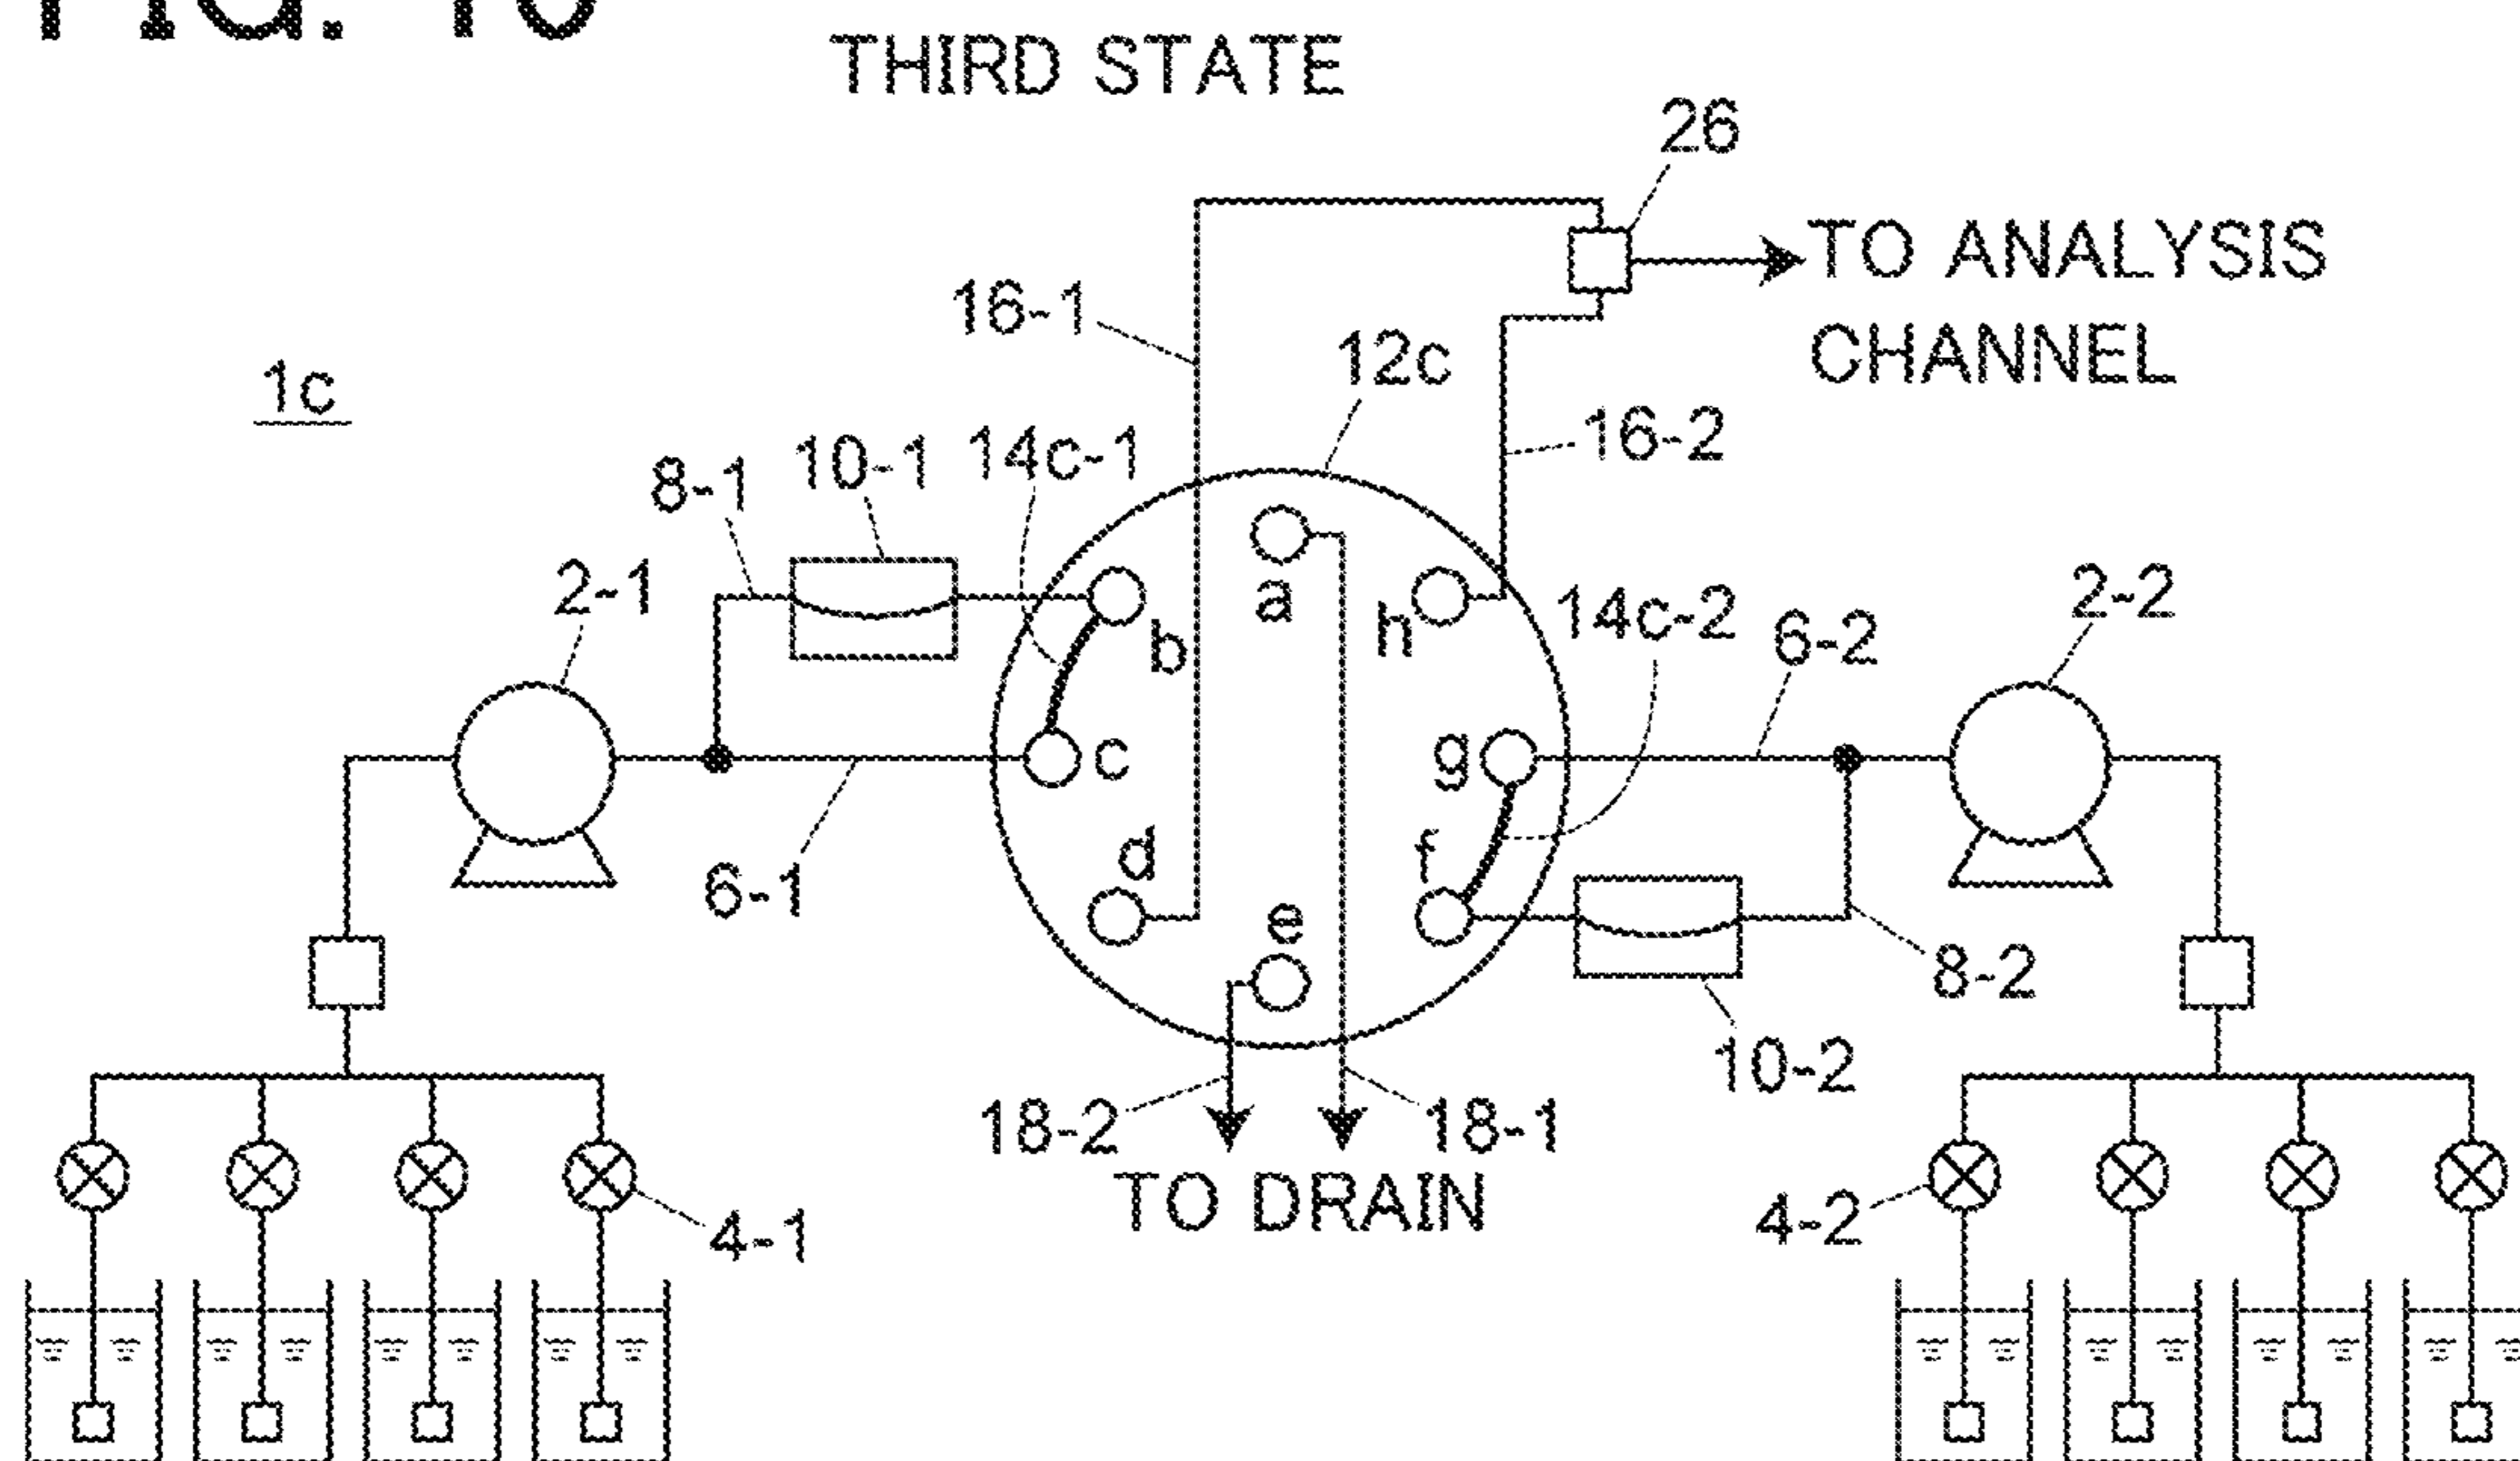 FIG. 10
THIRD STATE
26
TO ANALYSIS
CHANNEL
16-1
12c
1c
16-2
8-1
10-1
14c-1
2-1
a
b
h
14c-2
6-2
2-2
c
g
d
f
6-1
e
8-2
10-2
18-2
18-1
TO DRAIN
4-1
4-2